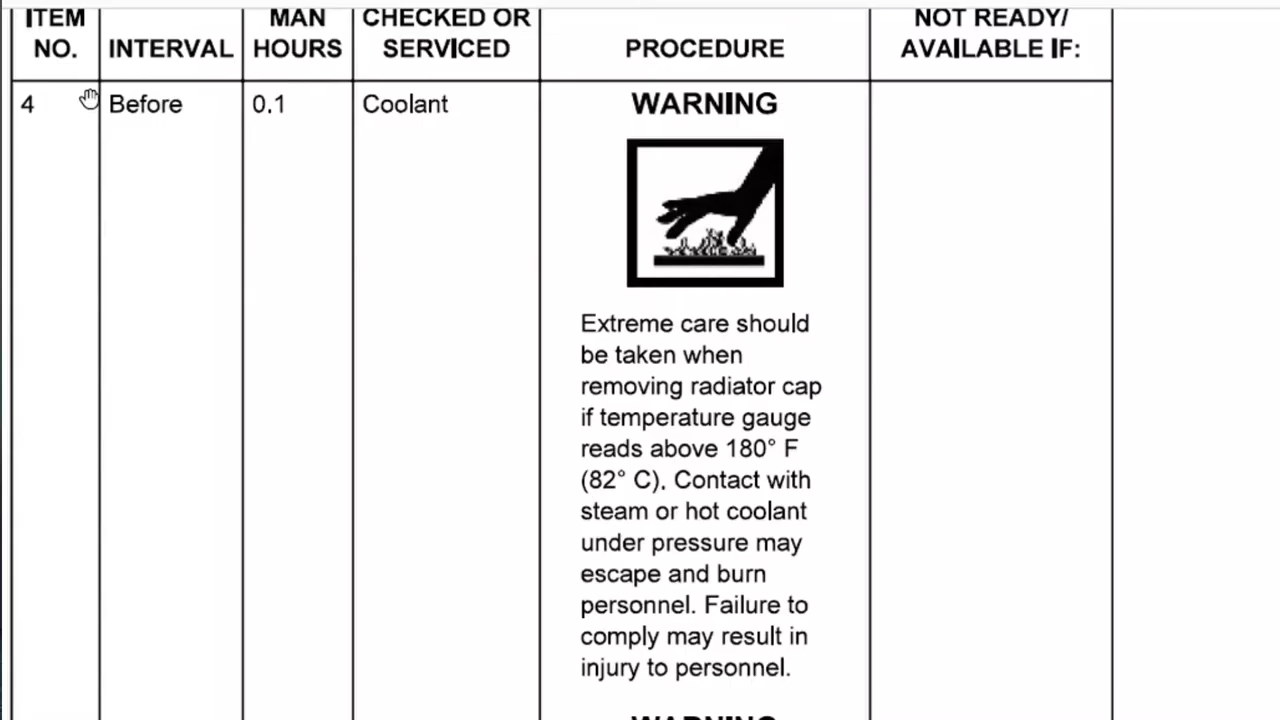 ITEM NO.
INTERVAL
MAN HOURS
CHECKED OR SERVICED
PROCEDURE
NOT READY/ AVAILABLE IF:
4
Before
0.1
Coolant
WARNING
Extreme care should
be taken when
removing radiator cap
if temperature gauge
reads above 180° F
(82° C). Contact with
steam or hot coolant
under pressure may
escape and burn
personnel. Failure to
comply may result in
injury to personnel.
WARNING